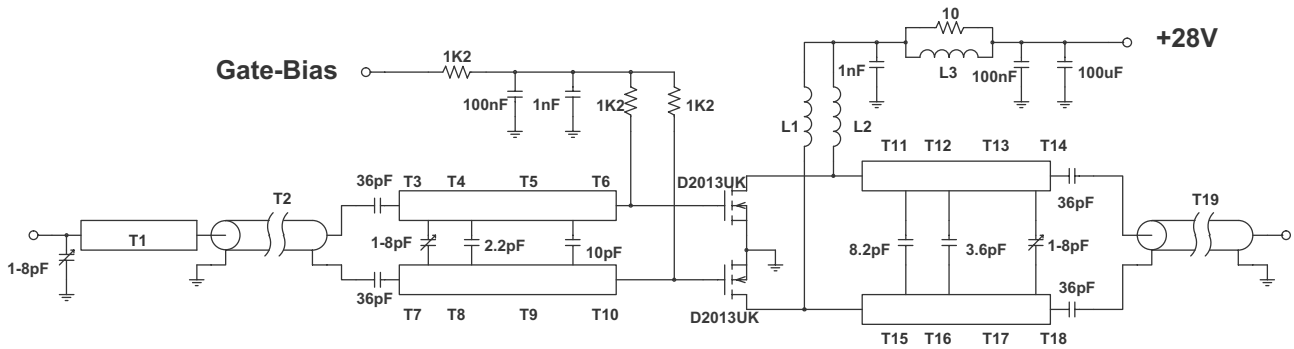 10
+28V
1K2
Gate-Bias
1nF
L3
100nF
100uF
100nF
1nF
1K2
1K2
L1
L2
T11
T12
T13
T14
D2013UK
36pF
T3
T4
T5
T6
T2
36pF
T19
T1
1-8pF
2.2pF
10pF
8.2pF
3.6pF
1-8pF
1-8pF
36pF
36pF
T7
T8
T9
T10
D2013UK
T15
T16
T17
T18